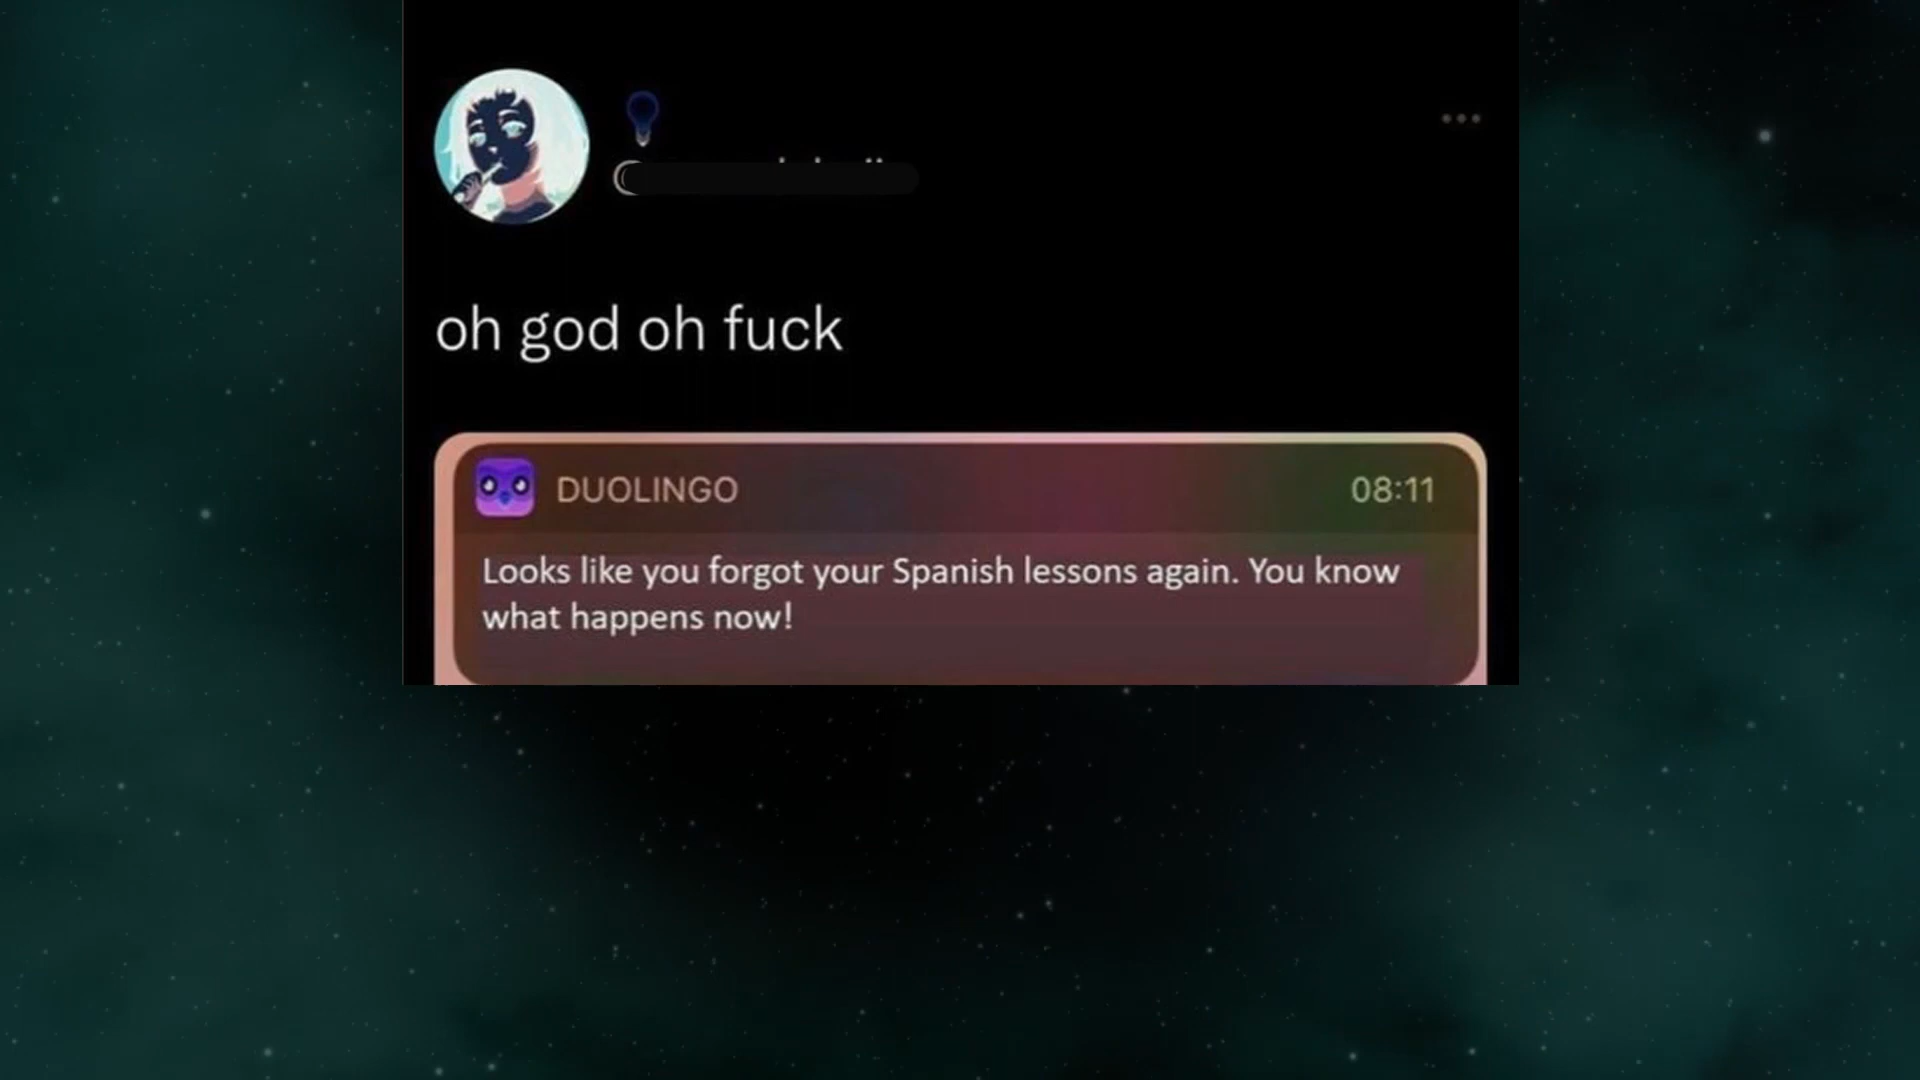 oh god oh fuck
DUOLINGO
08:11
Looks like you forgot your Spanish lessons again. You know
what happens now!